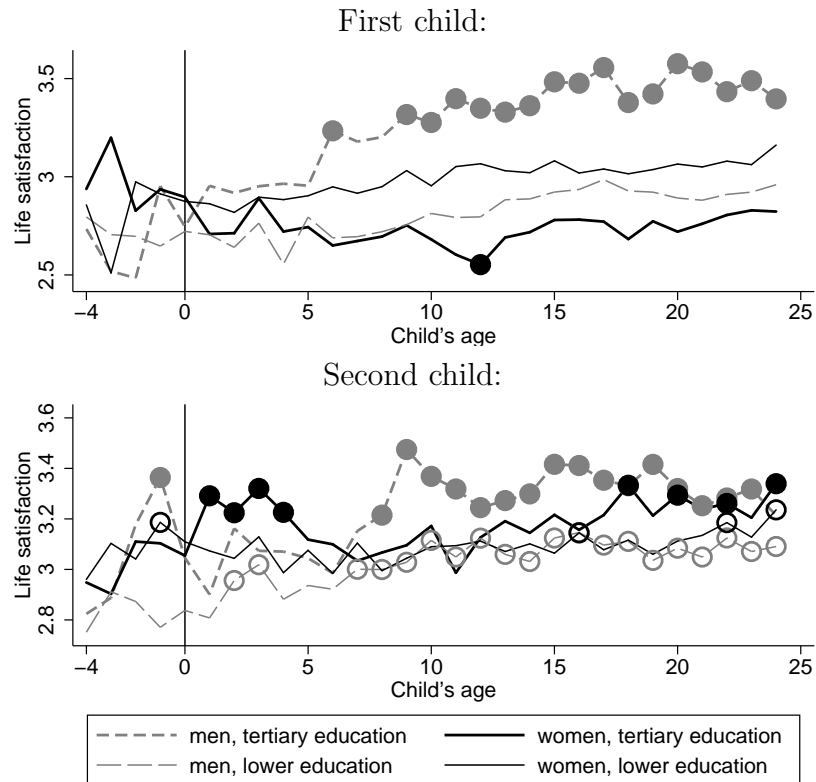 First child:
Life satisfaction
3.5
3
2.5
−4 0 5 10 15 20 25
Child's age
Second child:
Life satisfaction
3.6
3.4
3.2
3
2.8
−4 0 5 10 15 20 25
Child's age
men, tertiary education women, tertiary education
men, lower education women, lower education